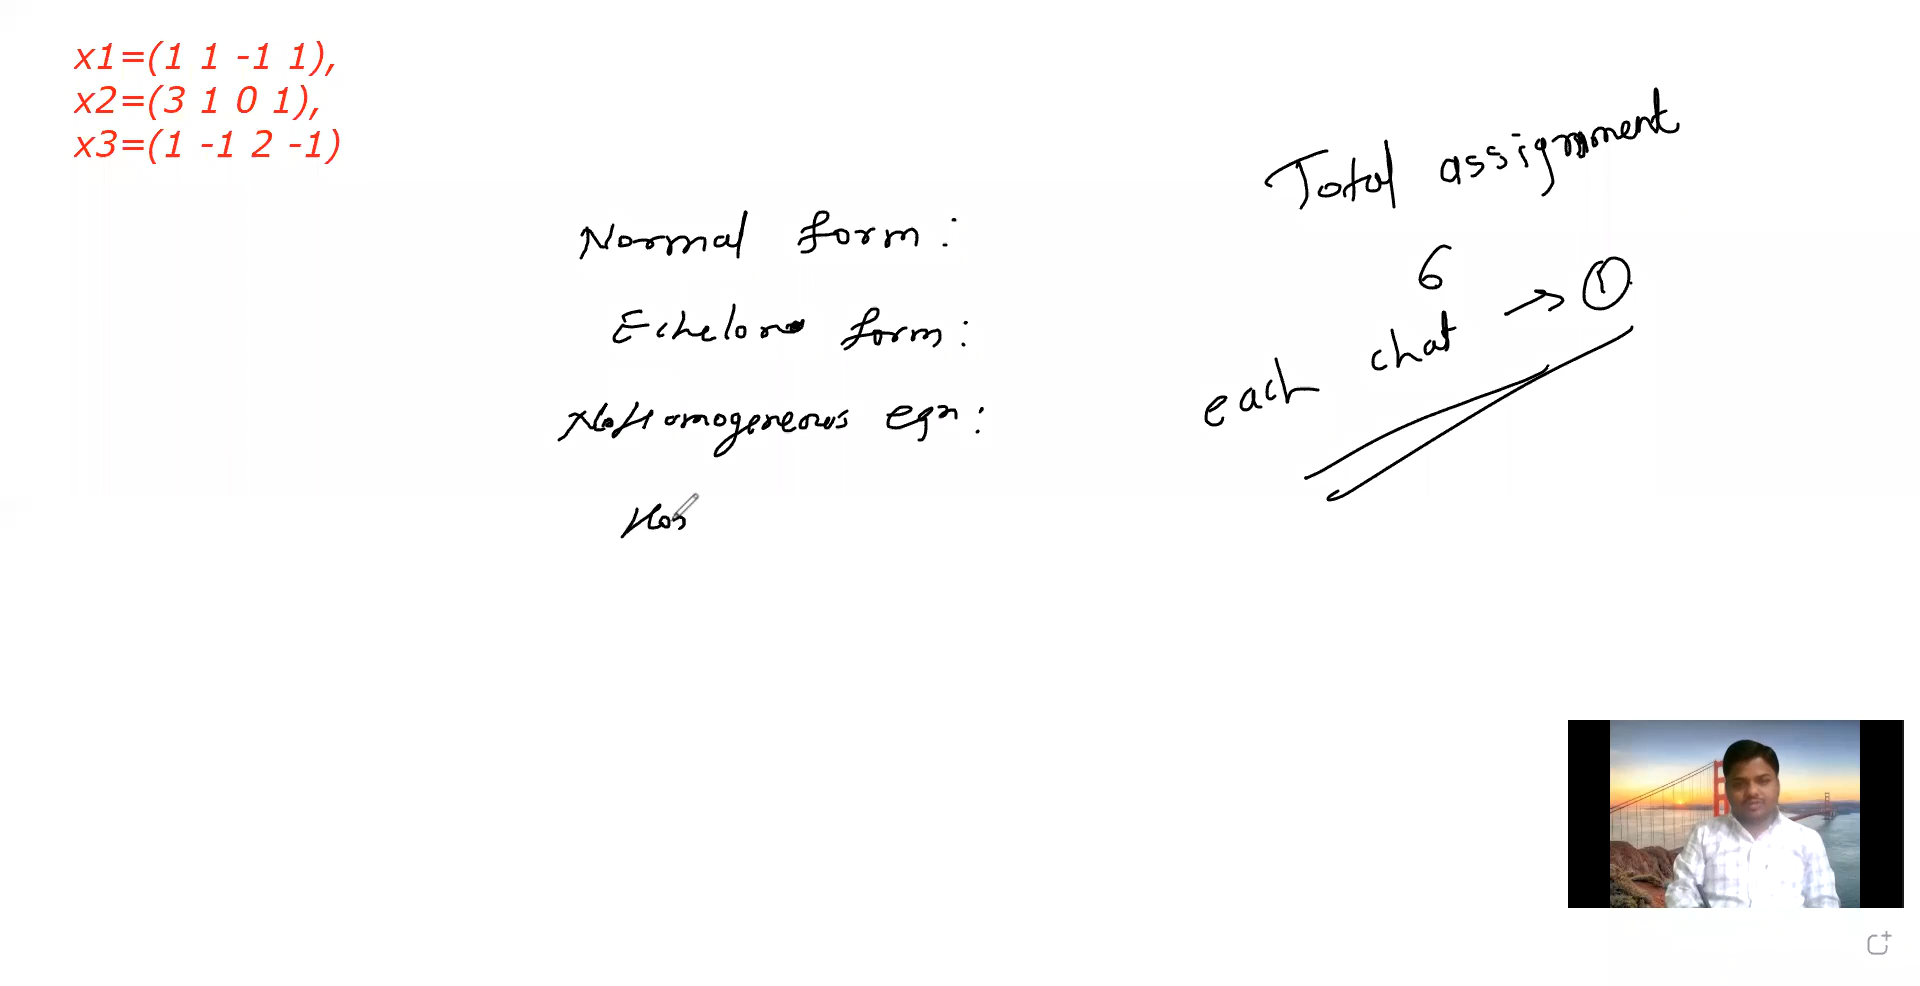 x1=(1 1 -1 1),
x2=(3 1 0 1),
x3=(1 -1 2 -1)
Normal form:
Echelon form:
Homogeneous eqn:
Total assignment
6
each chat → 1